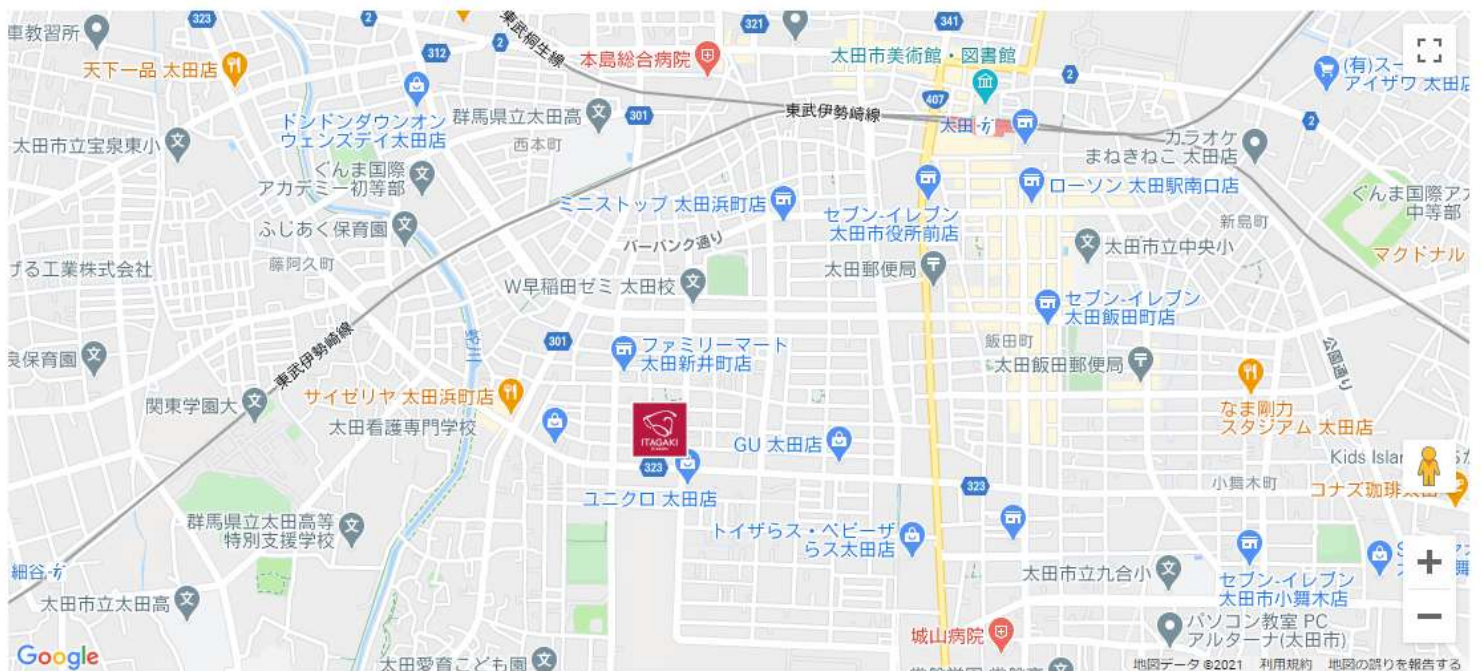 323
2
321
341
車教習所
東武桐生線
312
2
本島総合病院
太田市美術館・図書館
天下一品 太田店
2
(有)スー
アイザワ 太田店
ドンドンダウンオン
ウェンズデイ太田店
群馬県立太田高
301
東武伊勢崎線
407
太田
2
太田市立宝泉東小
西本町
カラオケ
まねきねこ 太田店
ぐんま国際
アカデミー初等部
ミニストップ 太田浜町店
セブン-イレブン
太田市役所前店
ローソン 太田駅南口店
ぐんま国際ア
中等部
新島町
ふじあく保育園
バーバンク通り
太田市立中央小
マクドナル
げる工業株式会社
藤阿久町
太田郵便局
W早稲田ゼミ 太田校
セブン-イレブン
太田飯田町店
東武伊勢崎線
蛇川
301
ファミリーマート
太田新井町店
飯田町
公園通り
良保育園
太田飯田郵便局
関東学園大
サイゼリヤ 太田浜町店
なま剛力
スタジアム 太田店
太田看護専門学校
ITAGAKI
GU 太田店
323
Kids Islan
ユニクロ 太田店
323
小舞木町
コナズ珈琲太田
群馬県立太田高等
特別支援学校
トイザらス・ベビーザ
らス太田店
細谷
太田市立九合小
セブン-イレブン
太田市小舞木店
太田市立太田高
城山病院
パソコン教室 PC
アルターナ(太田市)
Google
太田愛育こども園
地図データ ©2021 利用規約 地図の誤りを報告する